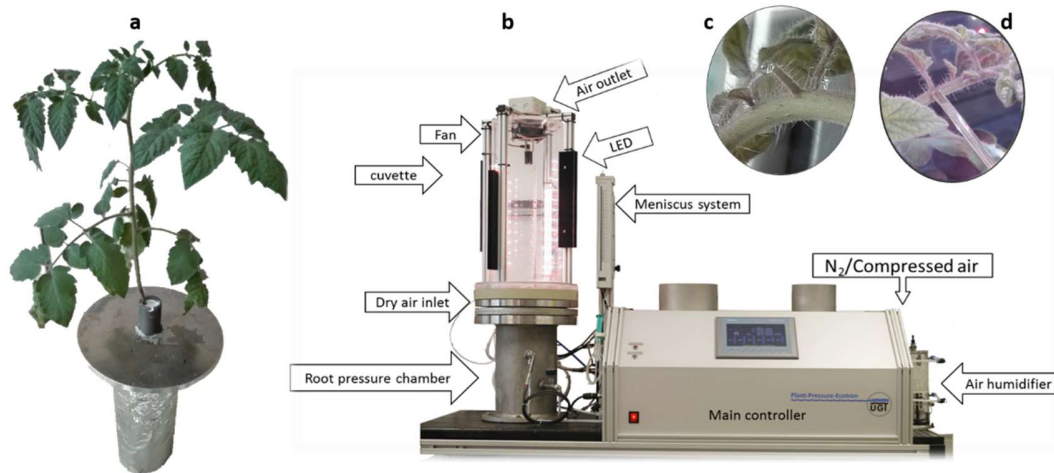 a
b
c
d
Air outlet
Fan
LED
cuvette
Meniscus system
N₂/Compressed air
Dry air inlet
Root pressure chamber
Air humidifier
Plant-Pressure-Ecotron
UGT
Main controller